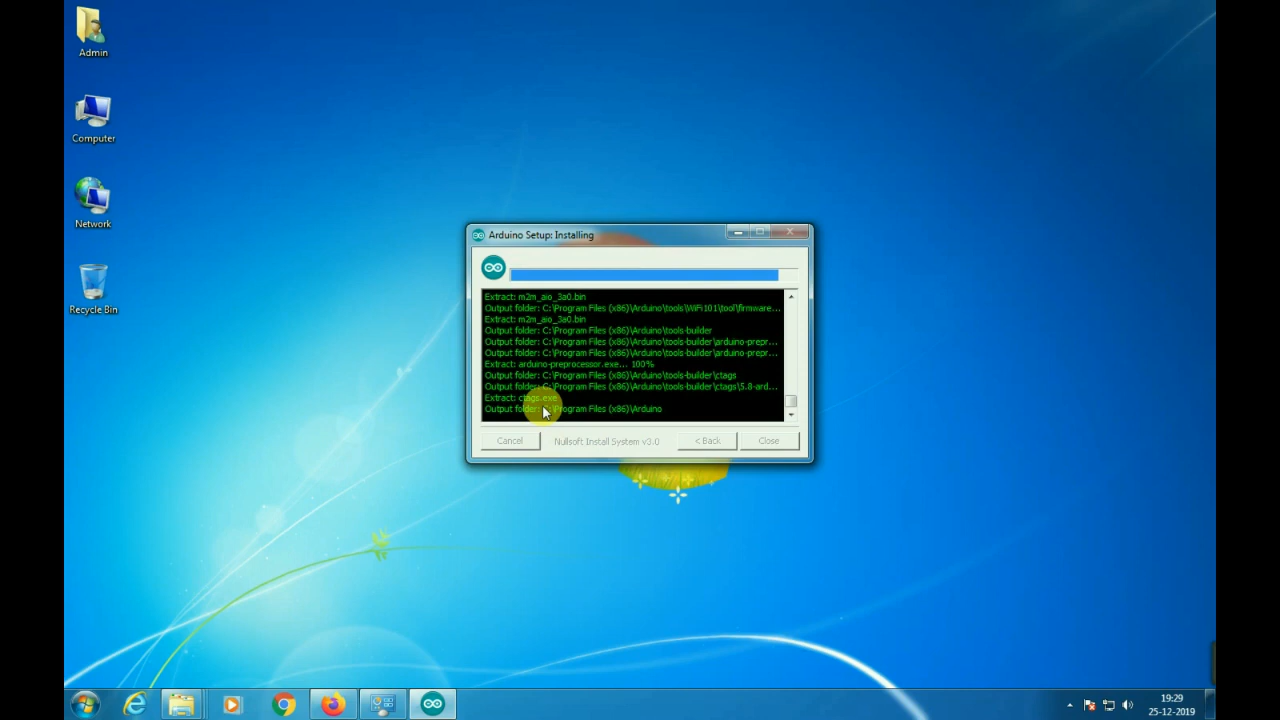 Admin
Computer
Network
Recycle Bin
Arduino Setup: Installing
Extract: m2m_aio_3a0.bin
Output folder: C:\Program Files (x86)\Arduino\tools\WiFi101\tool\firmware...
Extract: m2m_aio_3a0.bin
Output folder: C:\Program Files (x86)\Arduino\tools-builder
Output folder: C:\Program Files (x86)\Arduino\tools-builder\arduino-prepr...
Output folder: C:\Program Files (x86)\Arduino\tools-builder\arduino-prepr...
Extract: arduino-preprocessor.exe... 100%
Output folder: C:\Program Files (x86)\Arduino\tools-builder\ctags
Output folder: C:\Program Files (x86)\Arduino\tools-builder\ctags\5.8-ard...
Extract: ctags.exe
Output folder: C:\Program Files (x86)\Arduino
Cancel Nullsoft Install System v3.0 < Back Close
19:29
25-12-2019